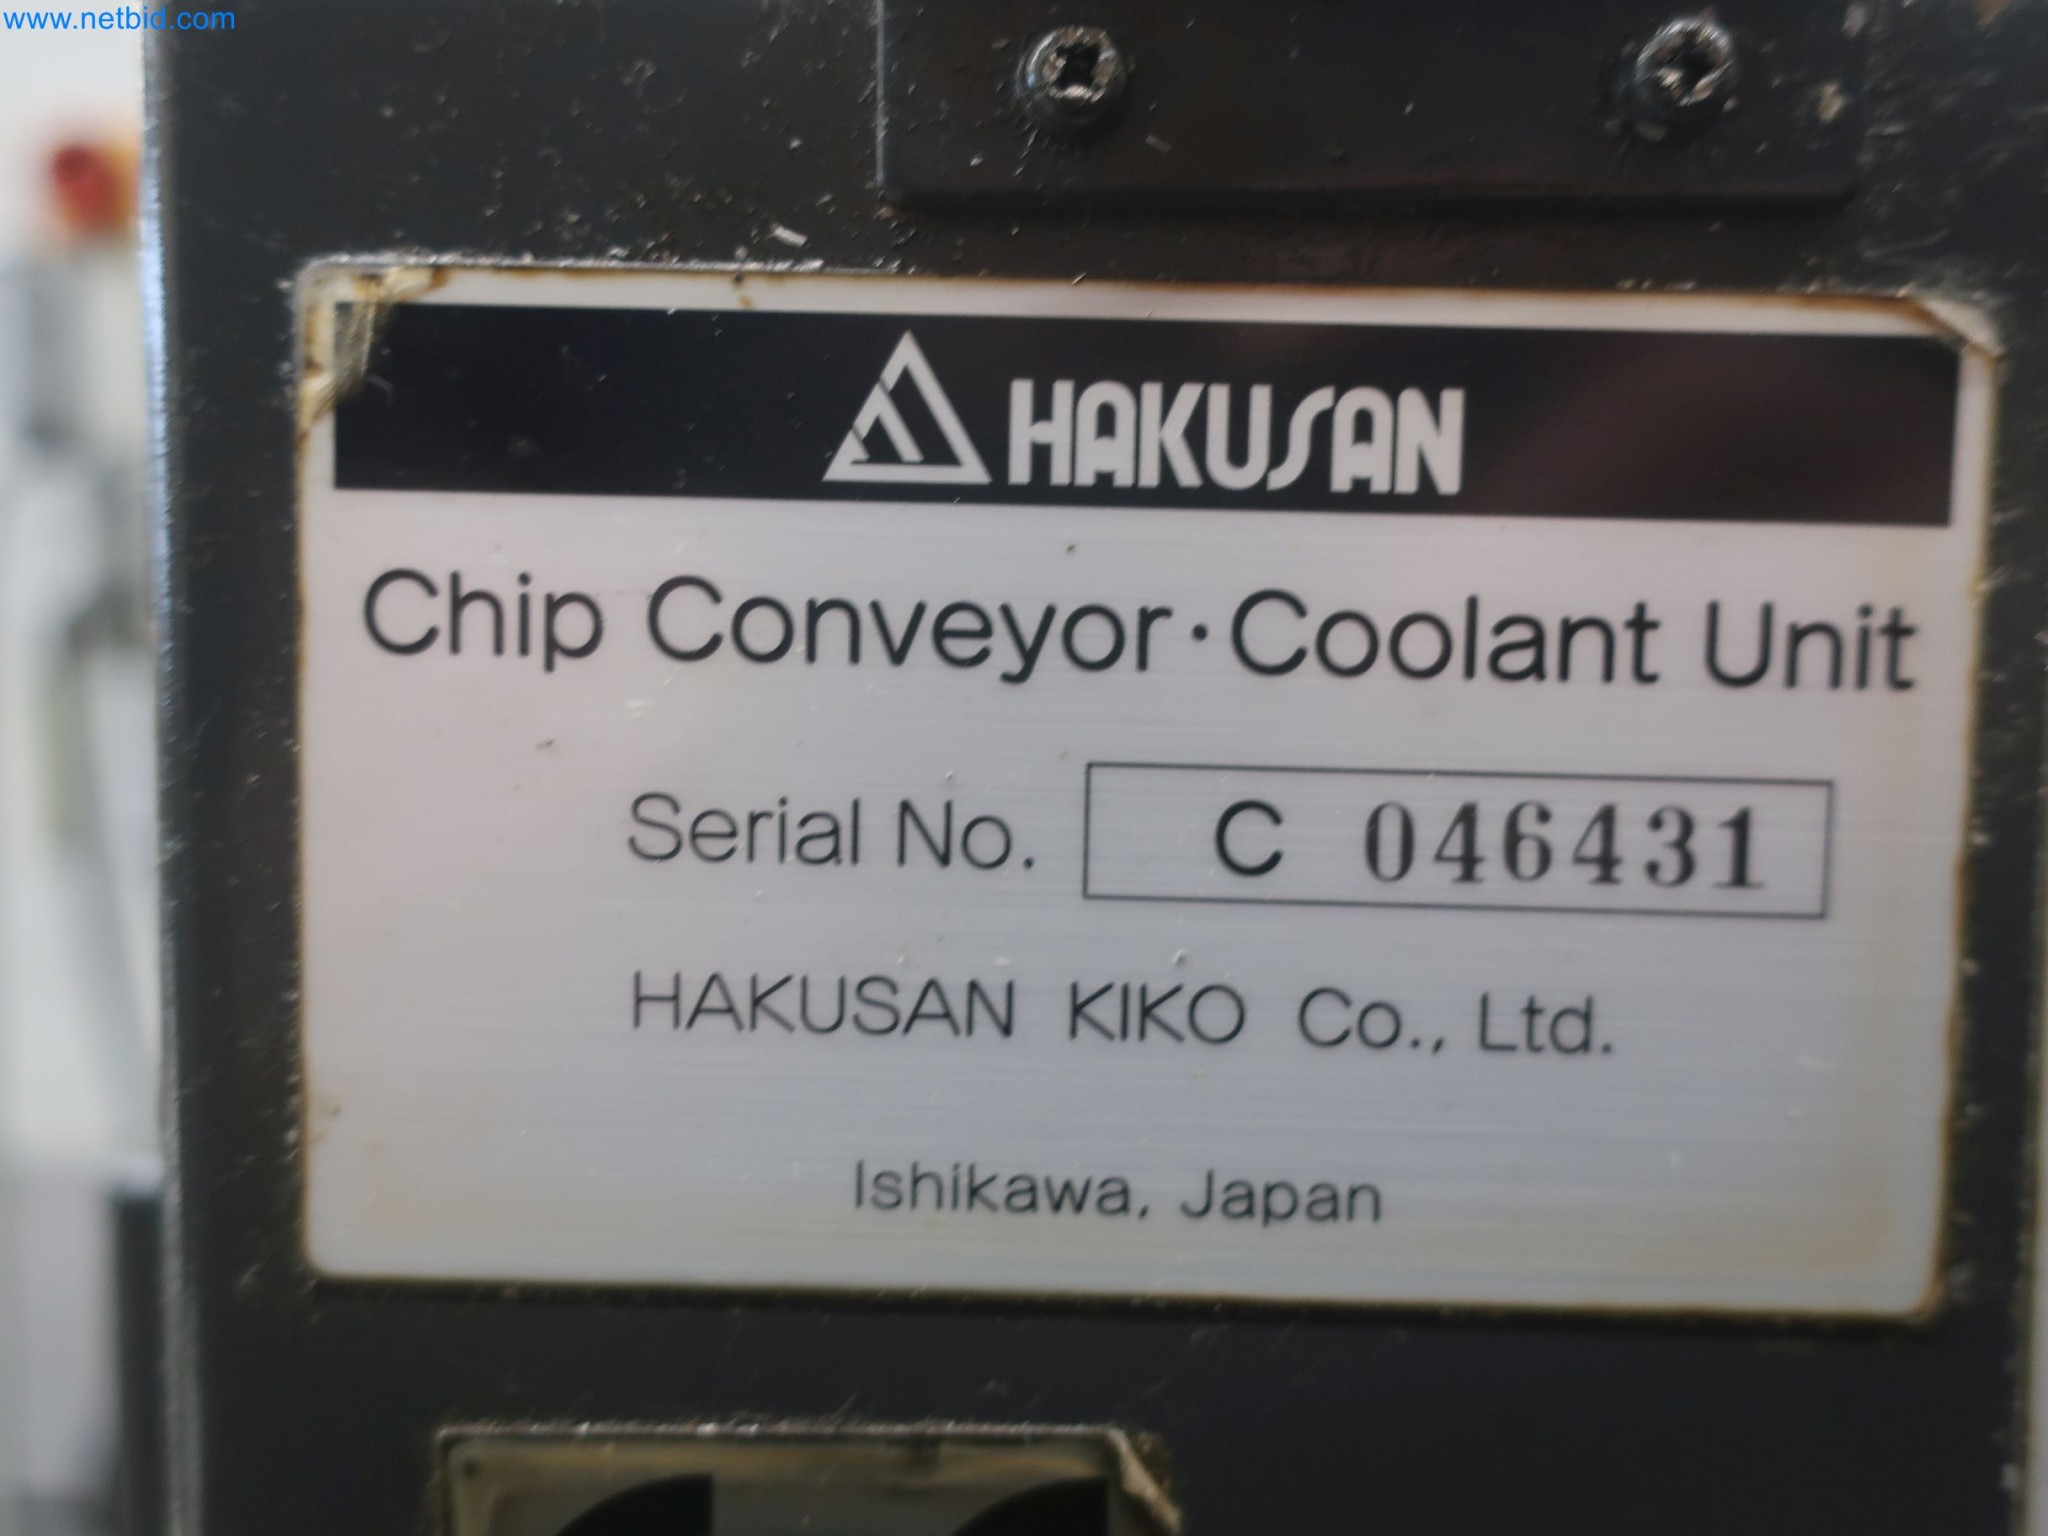 www.netbid.com
HAKUSAN
Chip Conveyor・Coolant Unit
Serial No. C 046431
HAKUSAN KIKO Co., Ltd.
Ishikawa, Japan